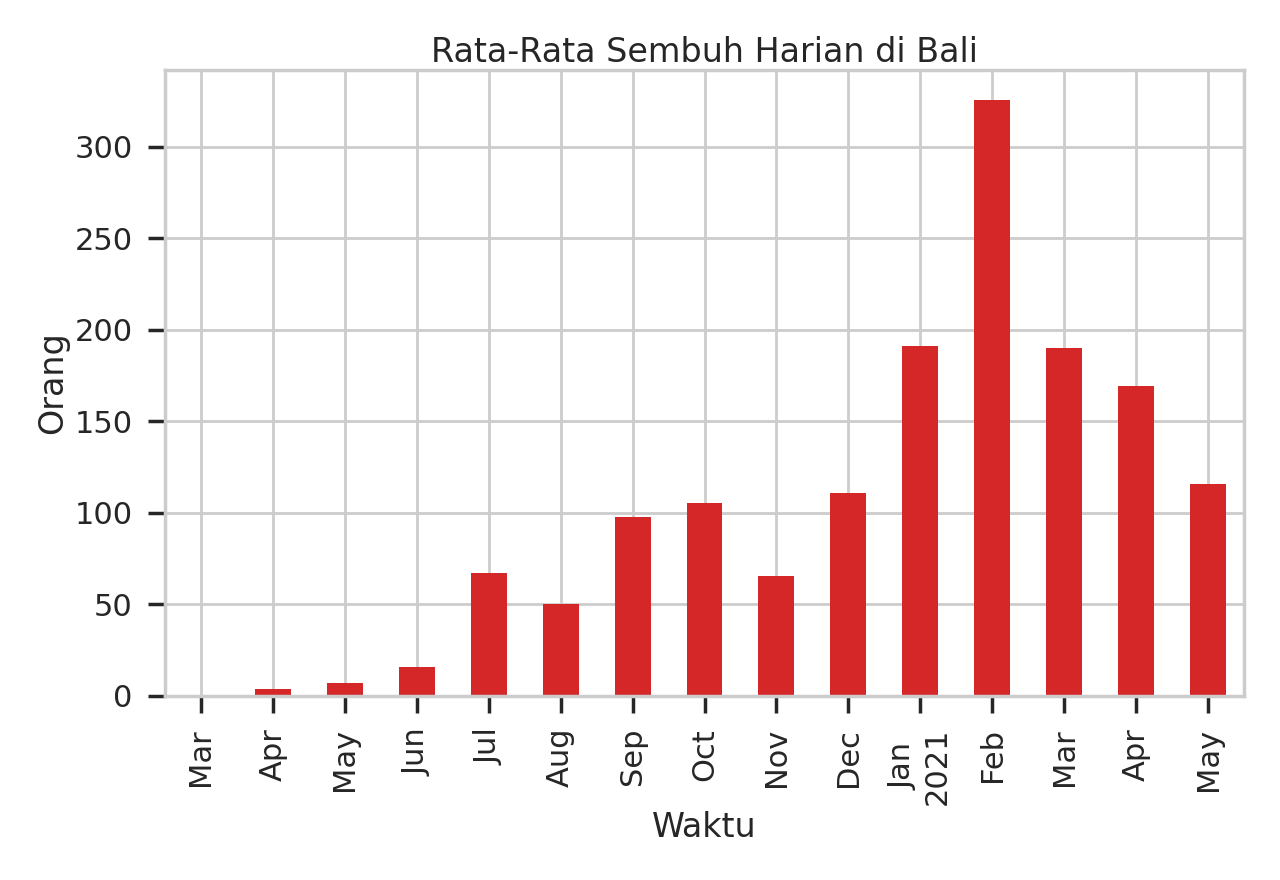 Rata-Rata Sembuh Harian di Bali
300
250
200
150
100
50
0
Orang
Mar
Apr
May
Jun
Jul
Aug
Sep
Oct
Nov
Dec
Jan
2021
Feb
Mar
Apr
May
Waktu